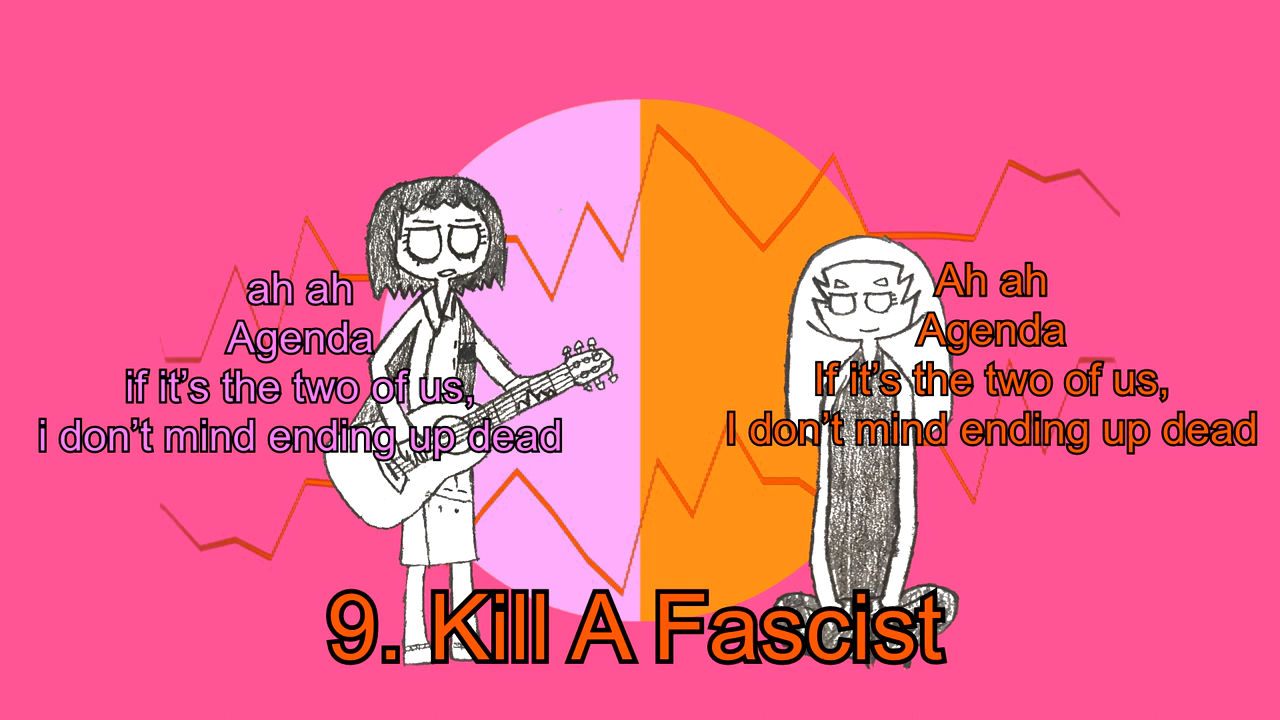 ah ah
Agenda
if it's the two of us,
i don't mind ending up dead
Ah ah
Agenda
If it's the two of us,
I don't mind ending up dead
9. Kill A Fascist